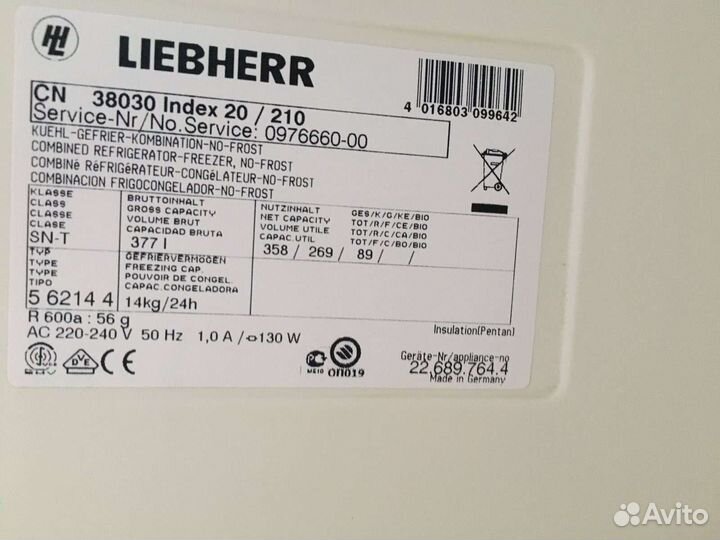 LIEBHERR
CN 38030 Index 20 / 210
Service-Nr/No.Service: 0976660-00
4 016803 099642
KUEHL-GEFRIER-KOMBINATION-NO-FROST
COMBINED REFRIGERATOR-FREEZER, NO-FROST
COMBINé RéFRIGéRATEUR-CONGéLATEUR-NO-FROST
COMBINACION FRIGOCONGELADOR-NO-FROST
KLASSE
CLASS
CLASSE
CLASE
SN-T
BRUTTOINHALT
GROSS CAPACITY
VOLUME BRUT
CAPACIDAD BRUTA
377 l
NUTZINHALT GES/K/G/KE/BIO
NET CAPACITY TOT/R/F/CE/BIO
VOLUME UTILE TOT/R/C/CA/BIO
CAPAC.UTIL TOT/F/C/BO/BIO
358 / 269 / 89 / /
TYP
TYPE
TYPE
TIPO
5 6214 4
GEFRIERVERMÖGEN
FREEZING CAP.
POUVOIR DE CONGEL.
CAPAC.CONGELADORA
14kg/24h
R 600a : 56 g
AC 220-240 V 50 Hz 1,0 A / 130 W
Insulation(Pentan)
DVE CE
МЕ10 ОП019
Geräte-Nr/appliance-no
22.689.764.4
Made in Germany
Avito